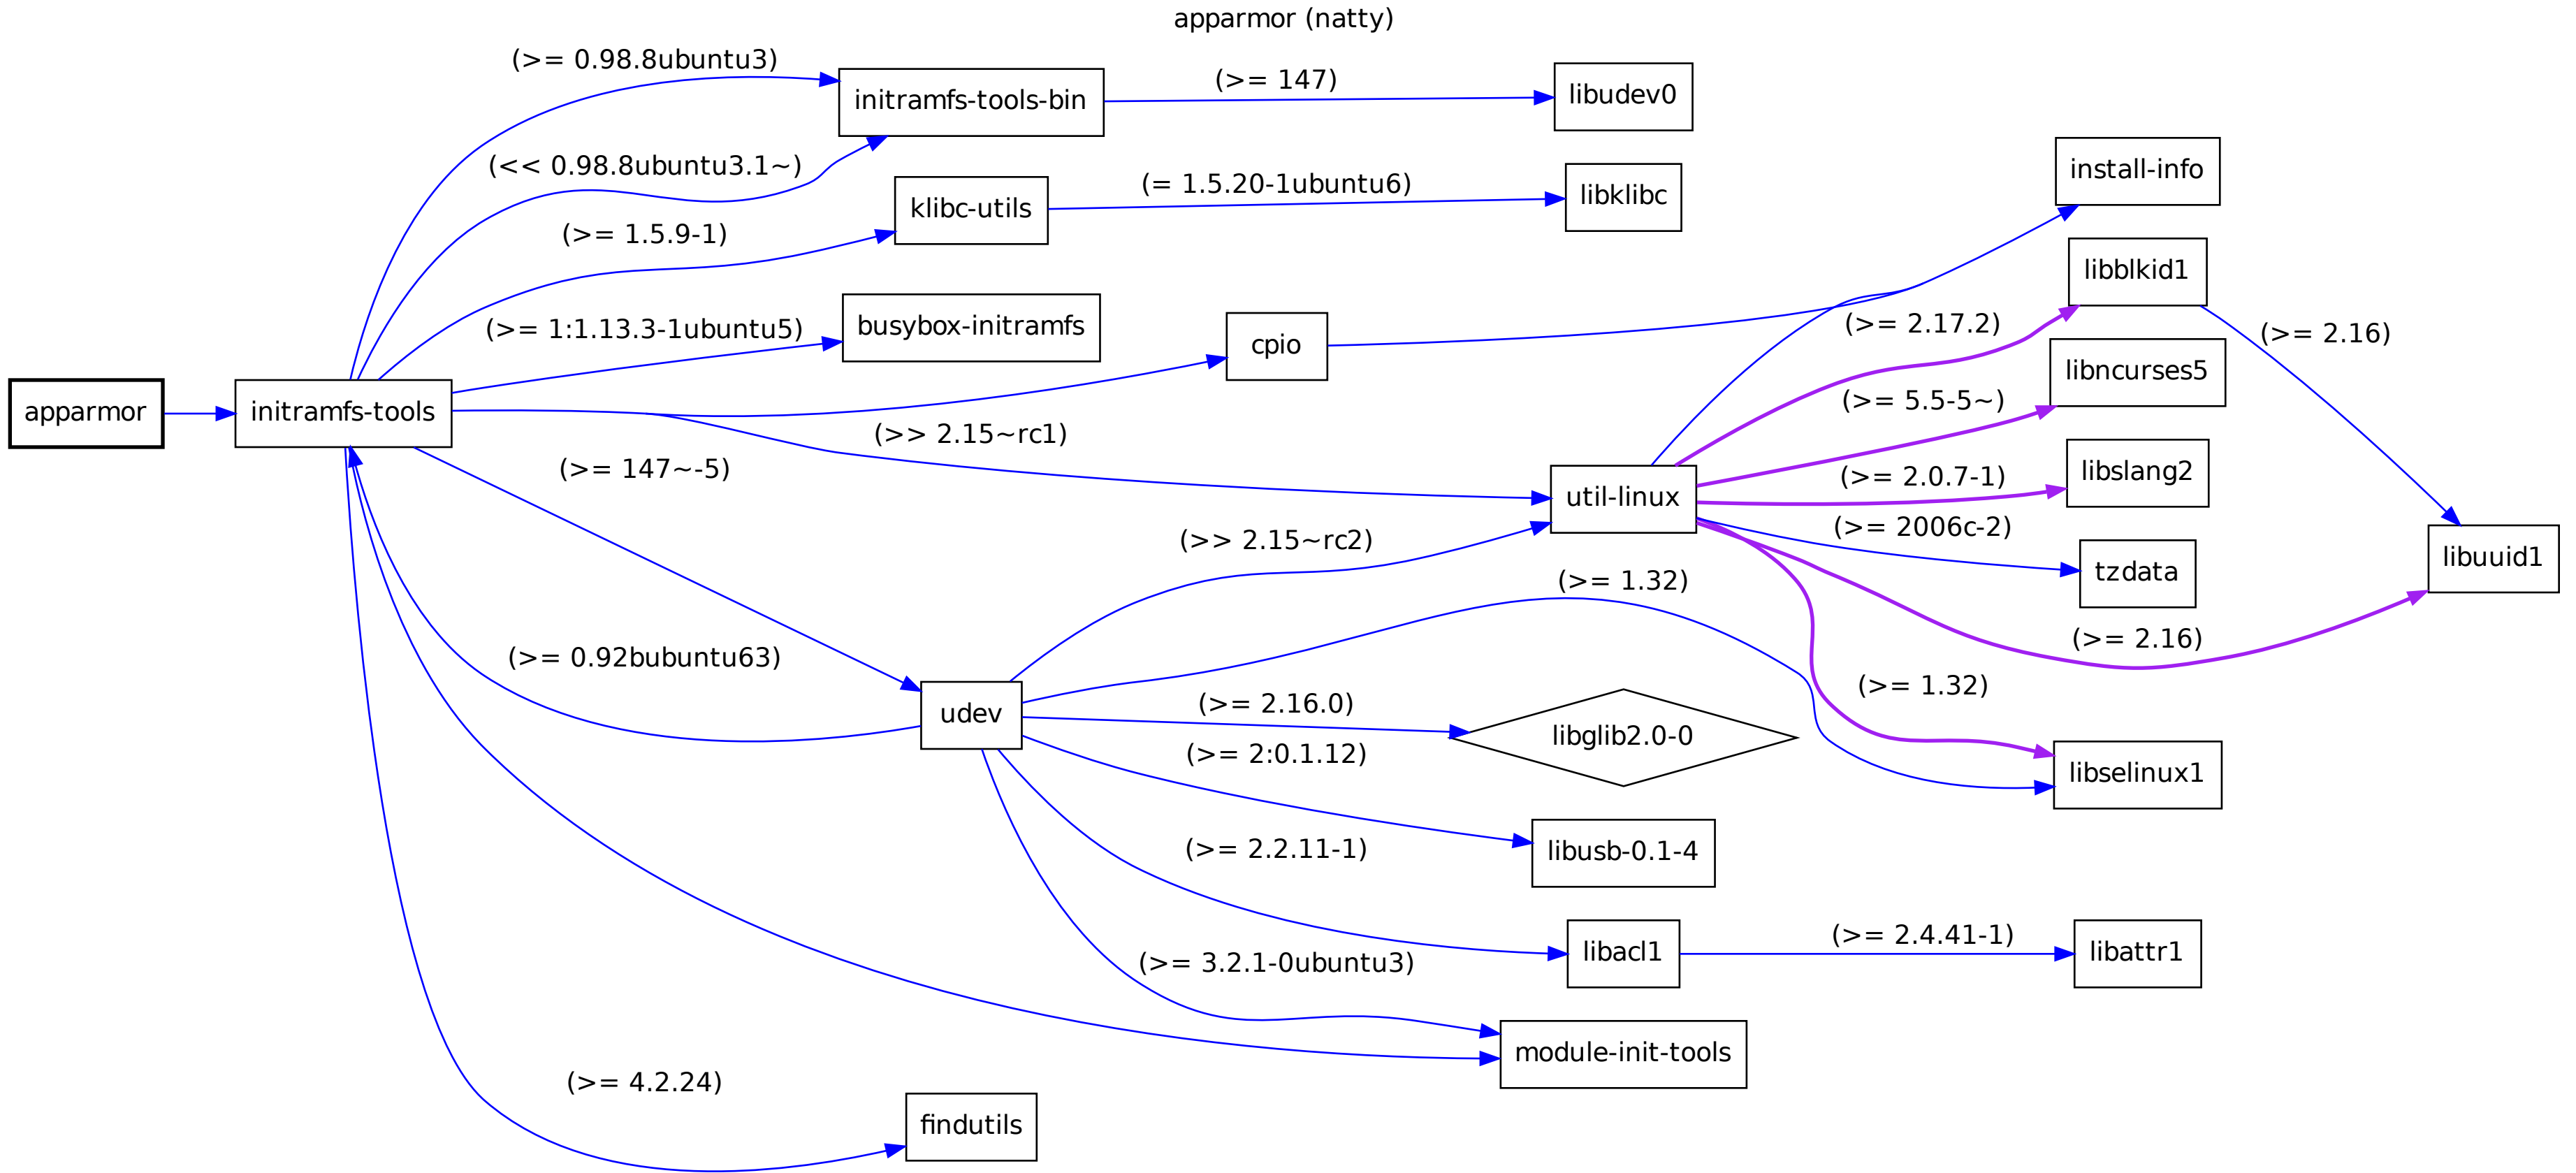 apparmor (natty)
(>= 0.98.8ubuntu3)
initramfs-tools-bin
(>= 147)
libudev0
(<< 0.98.8ubuntu3.1~)
install-info
klibc-utils
(= 1.5.20-1ubuntu6)
libklibc
(>= 1.5.9-1)
libblkid1
(>= 1:1.13.3-1ubuntu5)
busybox-initramfs
cpio
(>= 2.17.2)
(>= 2.16)
libncurses5
apparmor
initramfs-tools
(>> 2.15~rc1)
(>= 5.5-5~)
(>= 147~-5)
util-linux
(>= 2.0.7-1)
libslang2
(>> 2.15~rc2)
(>= 2006c-2)
tzdata
libuuid1
(>= 1.32)
(>= 2.16)
(>= 0.92bubuntu63)
(>= 1.32)
udev
(>= 2.16.0)
libglib2.0-0
(>= 2:0.1.12)
libselinux1
(>= 2.2.11-1)
libusb-0.1-4
(>= 3.2.1-0ubuntu3)
libacl1
(>= 2.4.41-1)
libattr1
module-init-tools
(>= 4.2.24)
findutils